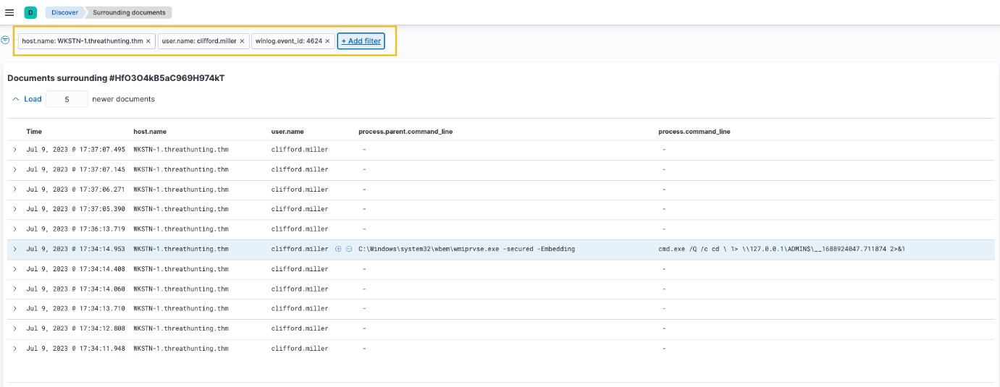 D Discover Surrounding documents
host.name: WKSTN-1.threathunting.thm × user.name: clifford.miller × winlog.event_id: 4624 × + Add filter
Documents surrounding #HfO3O4kB5aC969H974kT
Load 5 newer documents
Time host.name user.name process.parent.command_line process.command_line
Jul 9, 2023 @ 17:37:07.495 WKSTN-1.threathunting.thm clifford.miller - -
Jul 9, 2023 @ 17:37:07.145 WKSTN-1.threathunting.thm clifford.miller - -
Jul 9, 2023 @ 17:37:06.271 WKSTN-1.threathunting.thm clifford.miller - -
Jul 9, 2023 @ 17:37:05.390 WKSTN-1.threathunting.thm clifford.miller - -
Jul 9, 2023 @ 17:36:13.719 WKSTN-1.threathunting.thm clifford.miller - -
Jul 9, 2023 @ 17:34:14.953 WKSTN-1.threathunting.thm clifford.miller C:\Windows\system32\wbem\wmiprvse.exe -secured -Embedding cmd.exe /Q /c cd \ 1> \\127.0.0.1\ADMIN$\__1688924047.711874 2>&1
Jul 9, 2023 @ 17:34:14.408 WKSTN-1.threathunting.thm clifford.miller - -
Jul 9, 2023 @ 17:34:14.060 WKSTN-1.threathunting.thm clifford.miller - -
Jul 9, 2023 @ 17:34:13.710 WKSTN-1.threathunting.thm clifford.miller - -
Jul 9, 2023 @ 17:34:12.808 WKSTN-1.threathunting.thm clifford.miller - -
Jul 9, 2023 @ 17:34:11.948 WKSTN-1.threathunting.thm clifford.miller - -